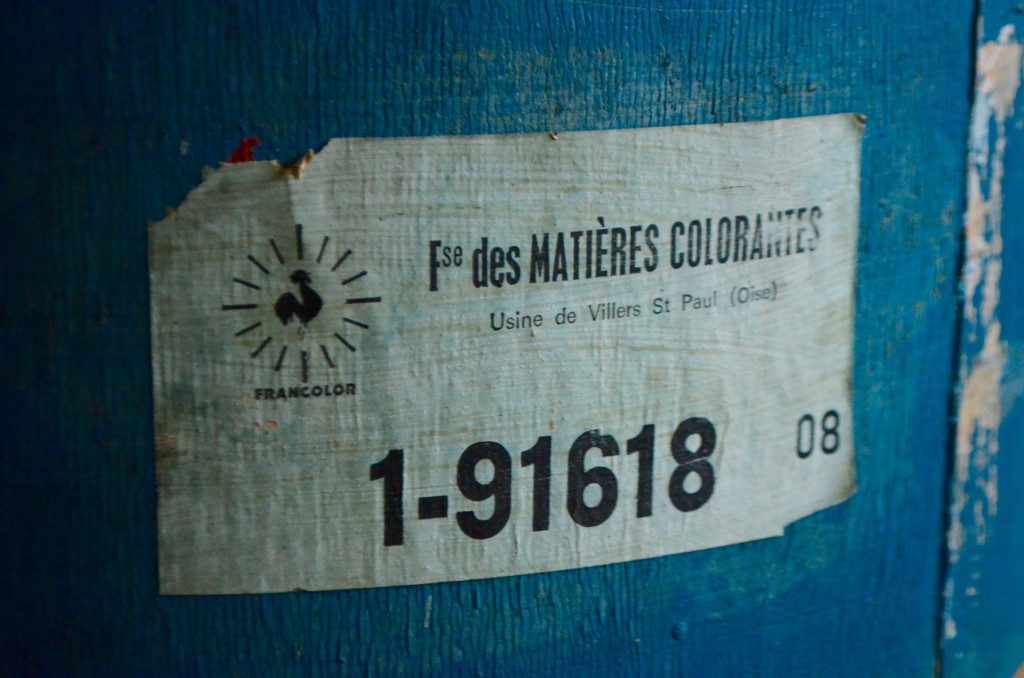 Fse des MATIÈRES COLORANTES
Usine de Villers St Paul (Oise)
FRANCOLOR
1-91618 08